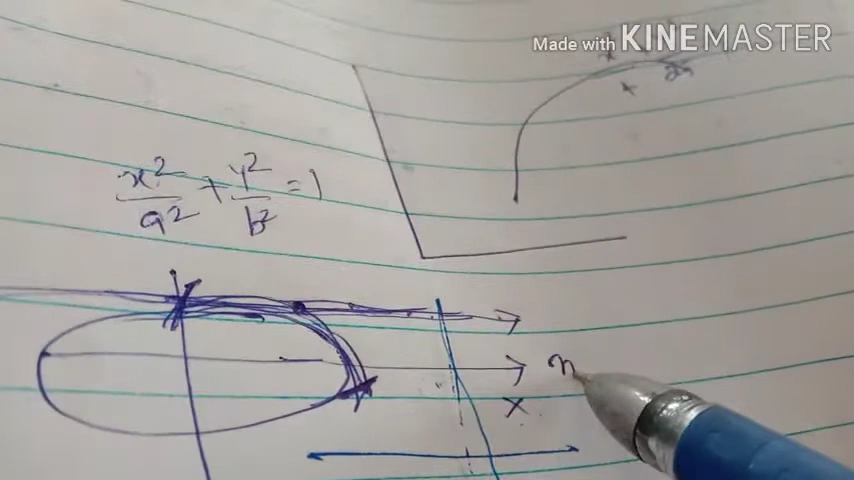 Made with KINEMASTER
x²/a² + y²/b² = 1
x